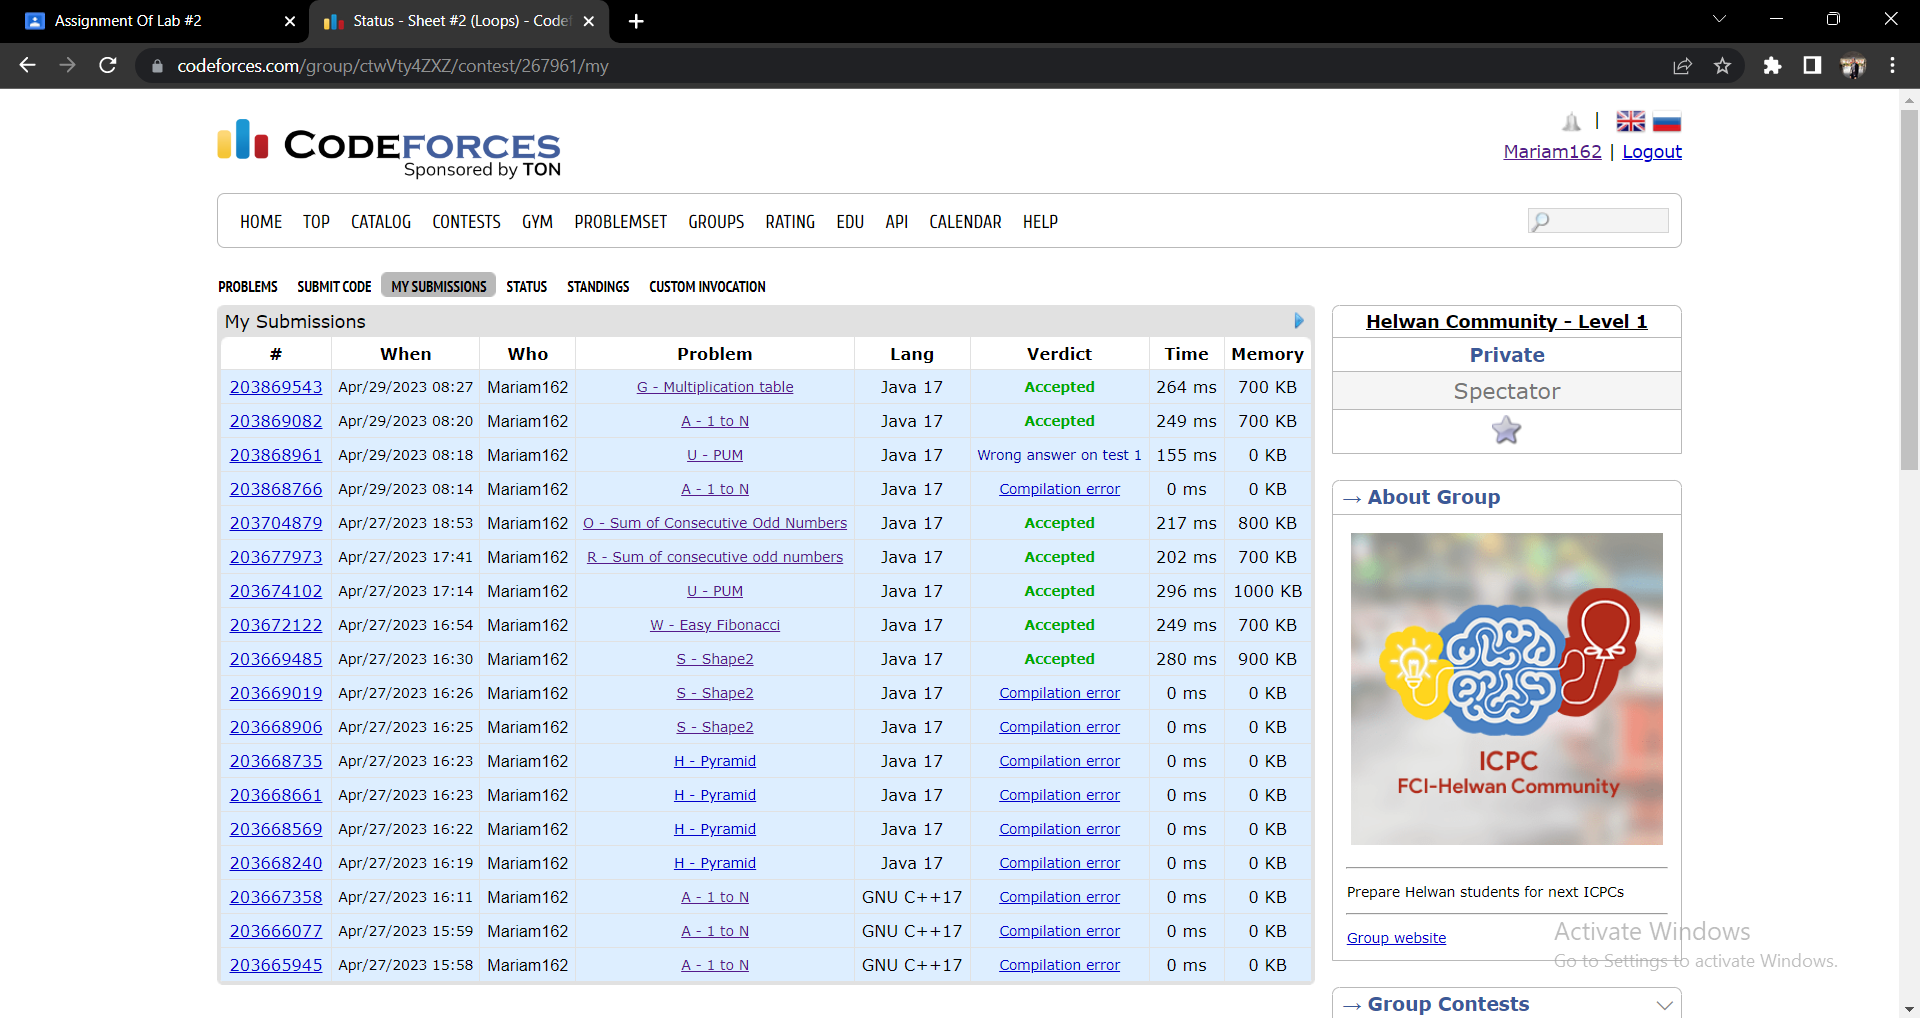 Assignment Of Lab #2
Status - Sheet #2 (Loops) - Codef
codeforces.com/group/ctwVty4ZXZ/contest/267961/my
CODEFORCES
Sponsored by TON
Mariam162 | Logout
HOME TOP CATALOG CONTESTS GYM PROBLEMSET GROUPS RATING EDU API CALENDAR HELP
PROBLEMS SUBMIT CODE MY SUBMISSIONS STATUS STANDINGS CUSTOM INVOCATION
My Submissions
# When Who Problem Lang Verdict Time Memory
203869543 Apr/29/2023 08:27 Mariam162 G - Multiplication table Java 17 Accepted 264 ms 700 KB
203869082 Apr/29/2023 08:20 Mariam162 A - 1 to N Java 17 Accepted 249 ms 700 KB
203868961 Apr/29/2023 08:18 Mariam162 U - PUM Java 17 Wrong answer on test 1 155 ms 0 KB
203868766 Apr/29/2023 08:14 Mariam162 A - 1 to N Java 17 Compilation error 0 ms 0 KB
203704879 Apr/27/2023 18:53 Mariam162 O - Sum of Consecutive Odd Numbers Java 17 Accepted 217 ms 800 KB
203677973 Apr/27/2023 17:41 Mariam162 R - Sum of consecutive odd numbers Java 17 Accepted 202 ms 700 KB
203674102 Apr/27/2023 17:14 Mariam162 U - PUM Java 17 Accepted 296 ms 1000 KB
203672122 Apr/27/2023 16:54 Mariam162 W - Easy Fibonacci Java 17 Accepted 249 ms 700 KB
203669485 Apr/27/2023 16:30 Mariam162 S - Shape2 Java 17 Accepted 280 ms 900 KB
203669019 Apr/27/2023 16:26 Mariam162 S - Shape2 Java 17 Compilation error 0 ms 0 KB
203668906 Apr/27/2023 16:25 Mariam162 S - Shape2 Java 17 Compilation error 0 ms 0 KB
203668735 Apr/27/2023 16:23 Mariam162 H - Pyramid Java 17 Compilation error 0 ms 0 KB
203668661 Apr/27/2023 16:23 Mariam162 H - Pyramid Java 17 Compilation error 0 ms 0 KB
203668569 Apr/27/2023 16:22 Mariam162 H - Pyramid Java 17 Compilation error 0 ms 0 KB
203668240 Apr/27/2023 16:19 Mariam162 H - Pyramid Java 17 Compilation error 0 ms 0 KB
203667358 Apr/27/2023 16:11 Mariam162 A - 1 to N GNU C++17 Compilation error 0 ms 0 KB
203666077 Apr/27/2023 15:59 Mariam162 A - 1 to N GNU C++17 Compilation error 0 ms 0 KB
203665945 Apr/27/2023 15:58 Mariam162 A - 1 to N GNU C++17 Compilation error 0 ms 0 KB
Helwan Community - Level 1
Private
Spectator
→ About Group
ICPC
FCI-Helwan Community
Prepare Helwan students for next ICPCs
Group website
Activate Windows
Go to Settings to activate Windows.
→ Group Contests